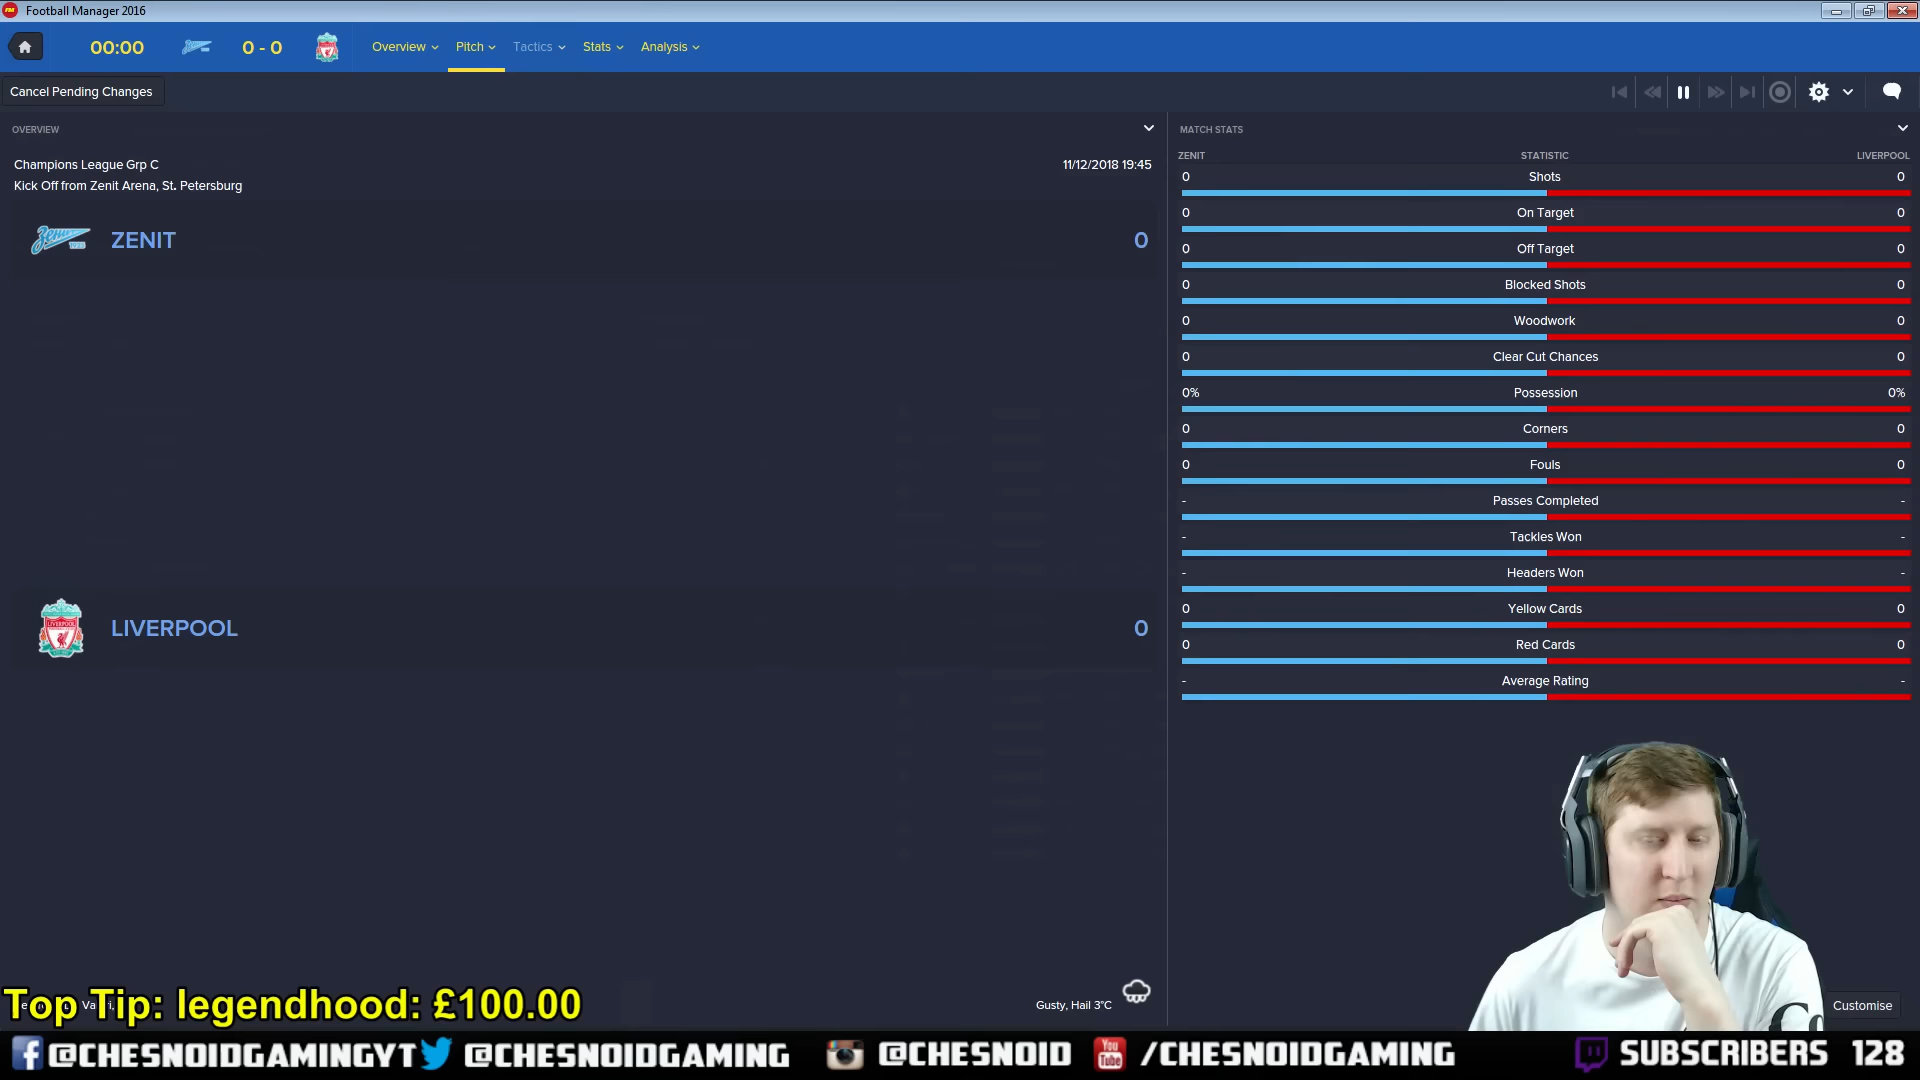 Football Manager 2016
00:00 0 - 0 Overview Pitch Tactics Stats Analysis
Cancel Pending Changes
OVERVIEW
Champions League Grp C 11/12/2018 19:45
Kick Off from Zenit Arena, St. Petersburg
ZENIT 0
LIVERPOOL 0
Gusty, Hail 3°C
MATCH STATS
ZENIT STATISTIC LIVERPOOL
0 Shots 0
0 On Target 0
0 Off Target 0
0 Blocked Shots 0
0 Woodwork 0
0 Clear Cut Chances 0
0% Possession 0%
0 Corners 0
0 Fouls 0
- Passes Completed -
- Tackles Won -
- Headers Won -
0 Yellow Cards 0
0 Red Cards 0
- Average Rating -
Customise
Top Tip: legendhood: £100.00
@CHESNOIDGAMINGYT @CHESNOIDGAMING @CHESNOID You Tube /CHESNOIDGAMING SUBSCRIBERS 128